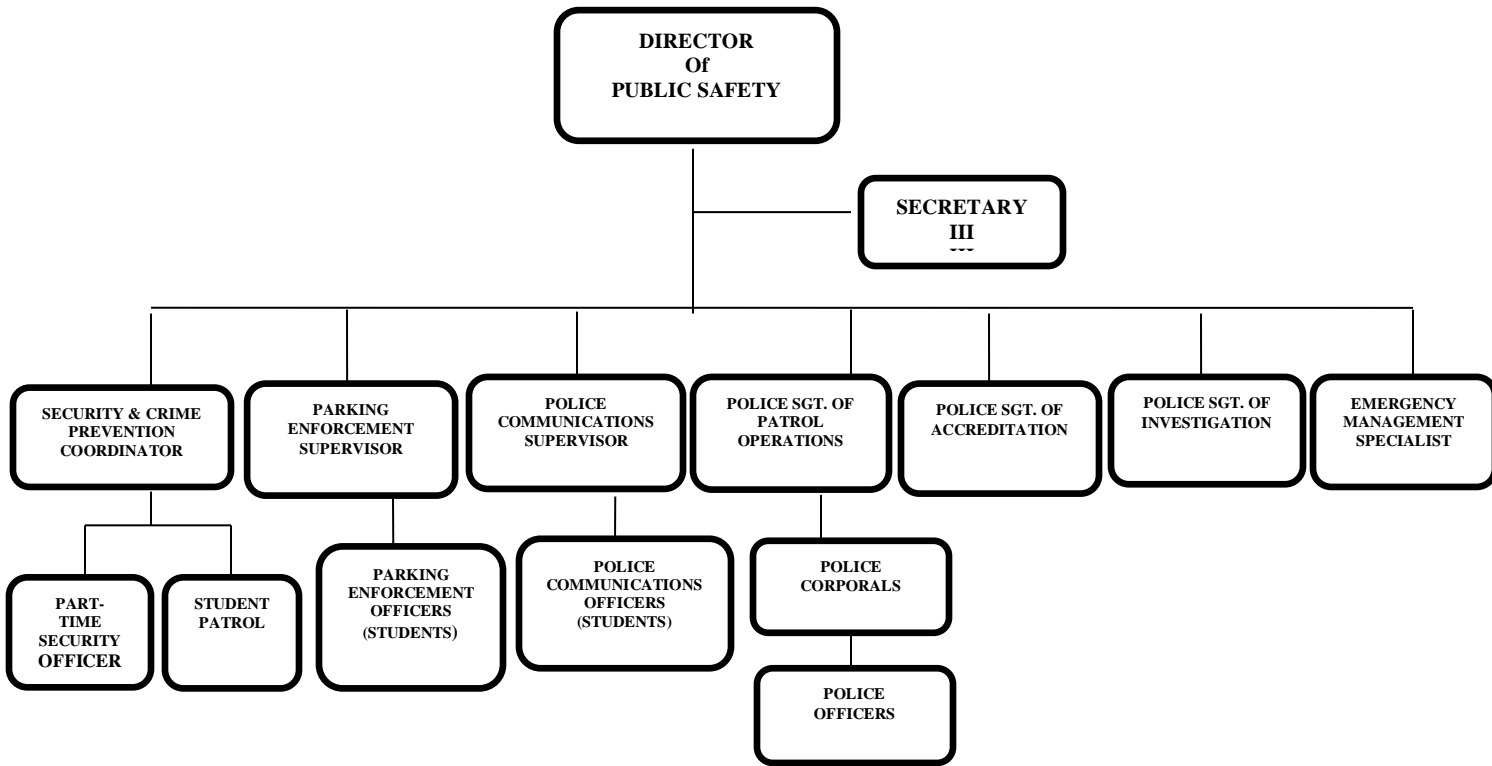 DIRECTOR
Of
PUBLIC SAFETY
SECRETARY
III
SECURITY & CRIME
PREVENTION
COORDINATOR
PARKING
ENFORCEMENT
SUPERVISOR
POLICE
COMMUNICATIONS
SUPERVISOR
POLICE SGT. OF
PATROL
OPERATIONS
POLICE SGT. OF
ACCREDITATION
POLICE SGT. OF
INVESTIGATION
EMERGENCY
MANAGEMENT
SPECIALIST
PART-
TIME
SECURITY
OFFICER
STUDENT
PATROL
PARKING
ENFORCEMENT
OFFICERS
(STUDENTS)
POLICE
COMMUNICATIONS
OFFICERS
(STUDENTS)
POLICE
CORPORALS
POLICE
OFFICERS